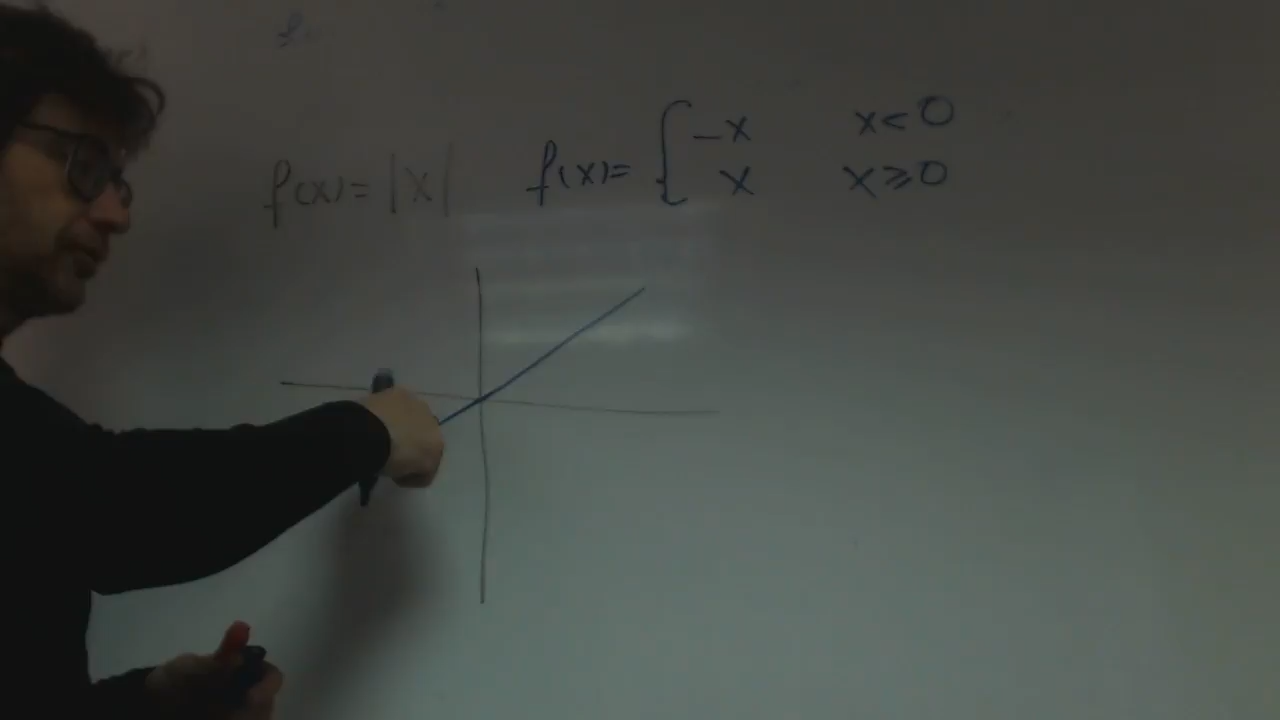 f(x)=|x| f(x)= { -x x<0
x x⩾0